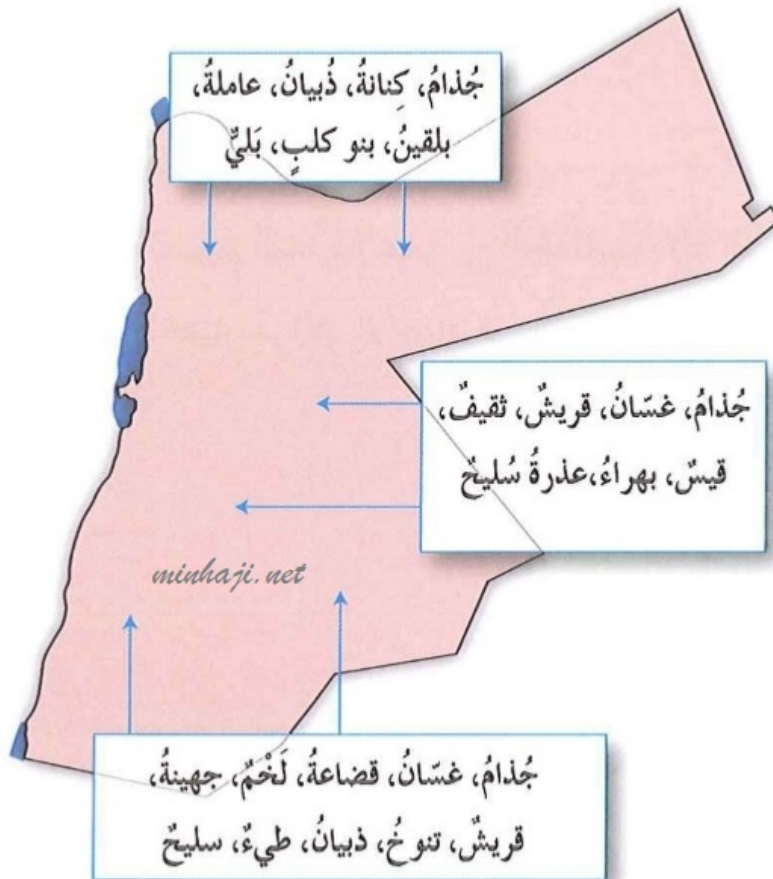 جُذامُ، كِنانةُ، ذُبيانُ، عاملةُ،
بلقينُ، بنو كلبٍ، بَليٌّ
جُذامُ، غسّانُ، قريشٌ، ثقيفٌ،
قيسٌ، بهراءُ،عذرةُ سُليحٌ
minhaji.net
جُذامُ، غسّانُ، قضاعةُ، لَخْمٌ، جهينةُ،
قريشٌ، تنوخُ، ذبيانُ، طيءٌ، سليحٌ